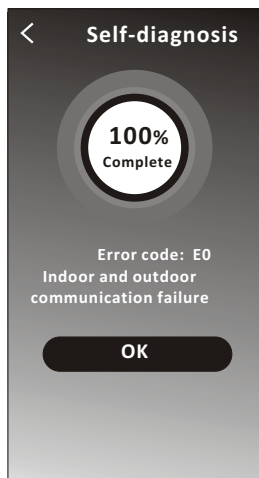 Self-diagnosis
100%
Complete
Error code: E0
Indoor and outdoor
communication failure
OK